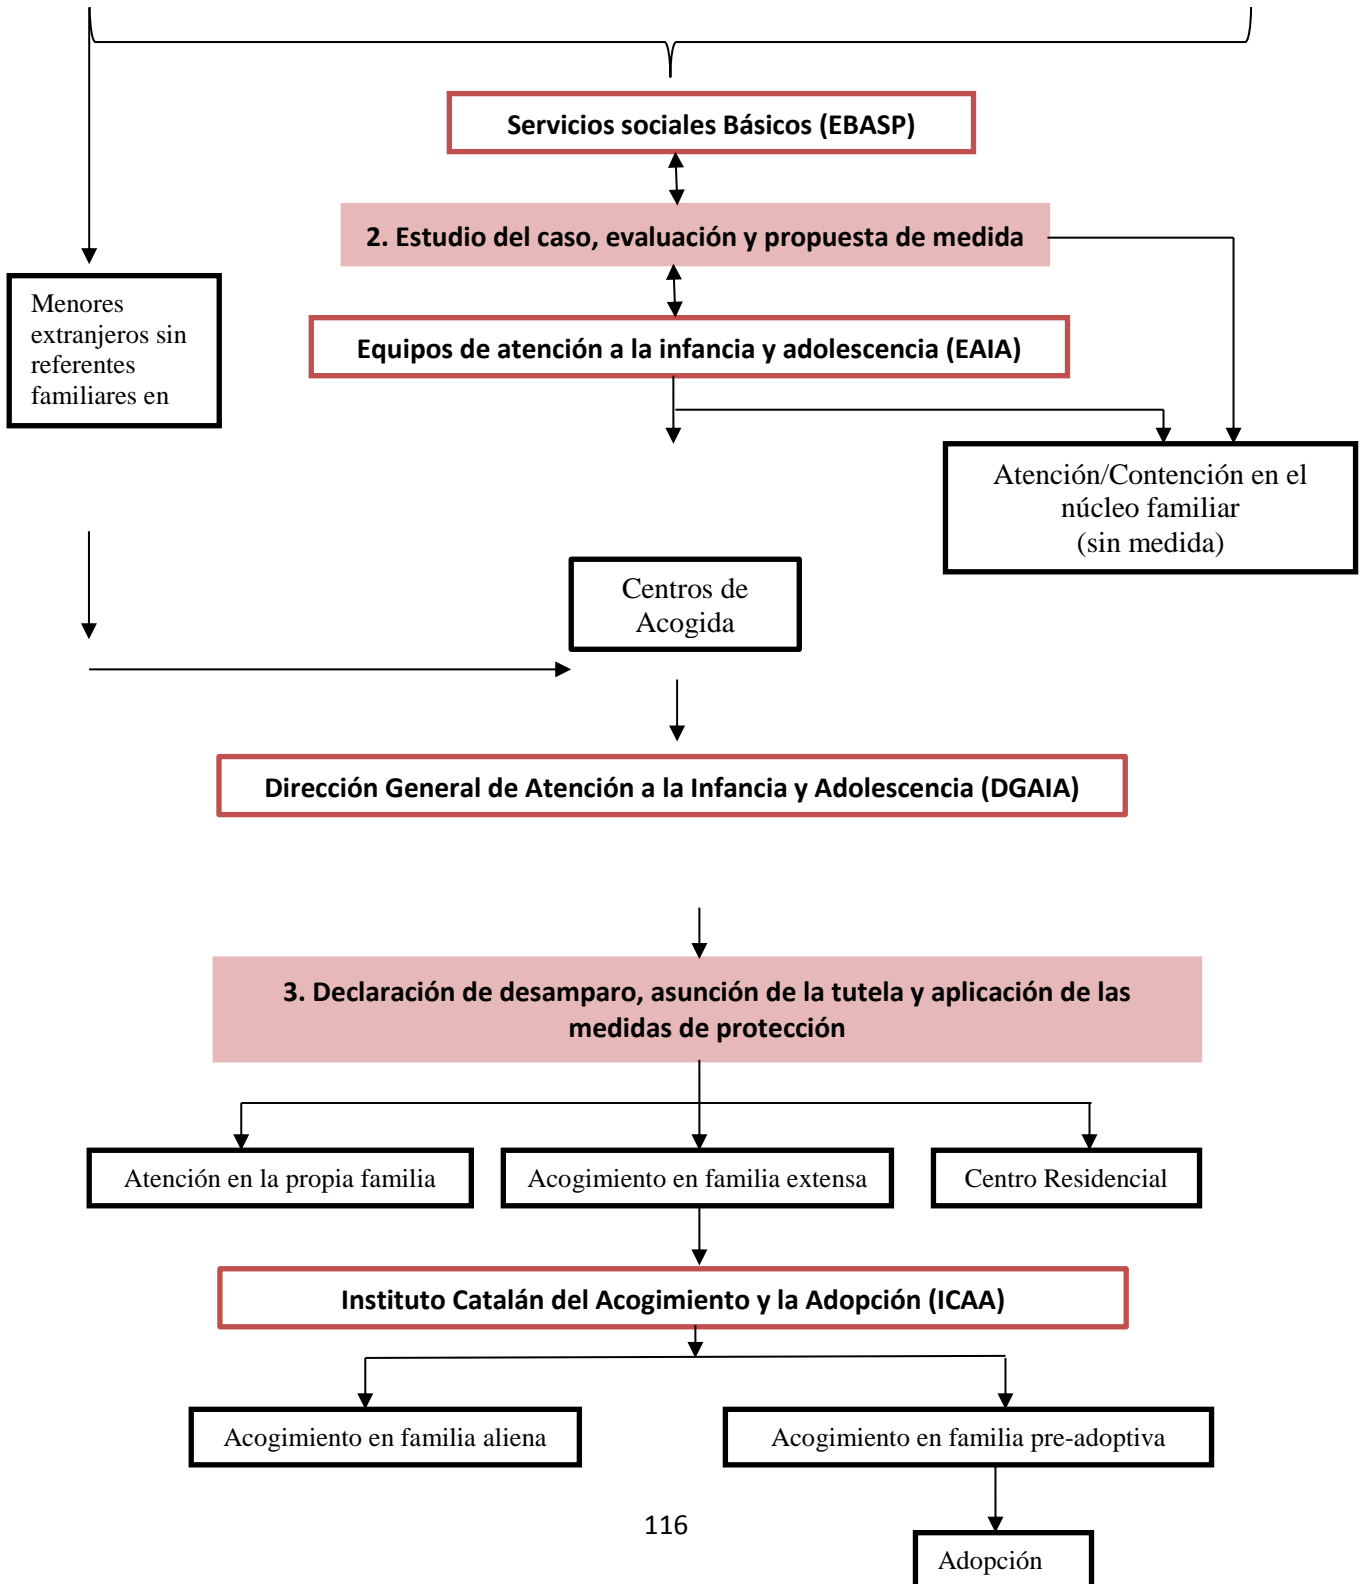 Servicios sociales Básicos (EBASP)
2. Estudio del caso, evaluación y propuesta de medida
Menores
extranjeros sin
referentes
familiares en
Equipos de atención a la infancia y adolescencia (EAIA)
Atención/Contención en el
núcleo familiar
(sin medida)
Centros de
Acogida
Dirección General de Atención a la Infancia y Adolescencia (DGAIA)
3. Declaración de desamparo, asunción de la tutela y aplicación de las
medidas de protección
Atención en la propia familia
Acogimiento en familia extensa
Centro Residencial
Instituto Catalán del Acogimiento y la Adopción (ICAA)
Acogimiento en familia aliena
Acogimiento en familia pre-adoptiva
116
Adopción